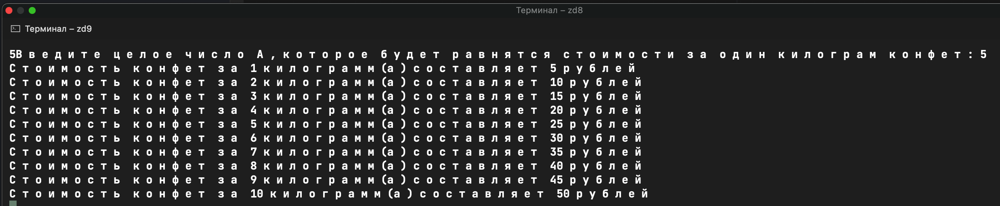 Терминал – zd8
Терминал – zd9
5Введите целое число А,которое будет равнятся стоимости за один килограм конфет:5
Стоимость конфет за 1килограмм(а)составляет 5рублей
Стоимость конфет за 2килограмм(а)составляет 10рублей
Стоимость конфет за 3килограмм(а)составляет 15рублей
Стоимость конфет за 4килограмм(а)составляет 20рублей
Стоимость конфет за 5килограмм(а)составляет 25рублей
Стоимость конфет за 6килограмм(а)составляет 30рублей
Стоимость конфет за 7килограмм(а)составляет 35рублей
Стоимость конфет за 8килограмм(а)составляет 40рублей
Стоимость конфет за 9килограмм(а)составляет 45рублей
Стоимость конфет за 10килограмм(а)составляет 50рублей